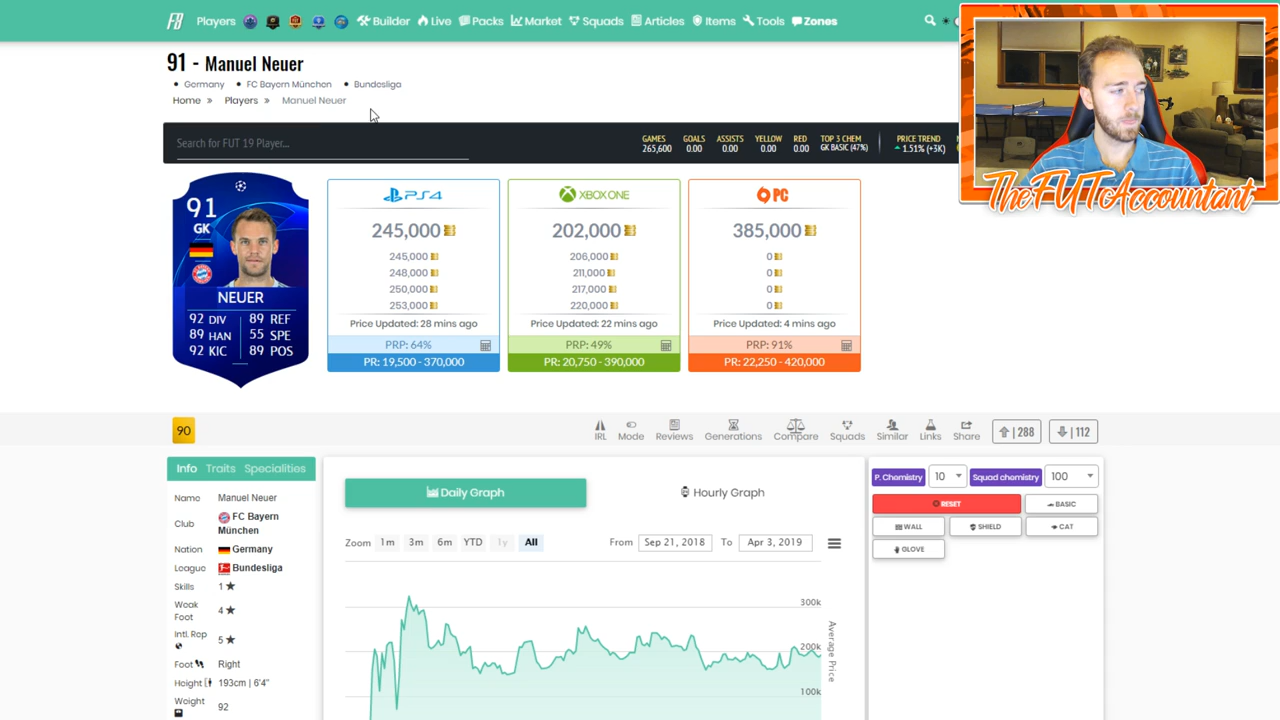 F8 Players Builder Live Packs Market Squads Articles Items Tools Zones
91 - Manuel Neuer
Germany FC Bayern München Bundesliga
Home » Players » Manuel Neuer
Search for FUT 19 Player...
GAMES GOALS ASSISTS YELLOW RED TOP 3 CHEM PRICE TREND
265,600 0.00 0.00 0.00 0.00 GK BASIC (47%) 1.51% (+3K)
TheFUTAccountant
91
GK
NEUER
92 DIV 89 REF
89 HAN 55 SPE
92 KIC 89 POS
PS4
245,000
245,000
248,000
250,000
253,000
Price Updated: 28 mins ago
PRP: 64%
PR: 19,500 - 370,000
XBOX ONE
202,000
206,000
211,000
217,000
220,000
Price Updated: 22 mins ago
PRP: 49%
PR: 20,750 - 390,000
PC
385,000
0
0
0
0
Price Updated: 4 mins ago
PRP: 91%
PR: 22,250 - 420,000
90
IRL Mode Reviews Generations Compare Squads Similar Links Share | 288 | 112
Info Traits Specialities
Name Manuel Neuer
Club FC Bayern München
Nation Germany
League Bundesliga
Skills 1
Weak Foot 4
Intl. Rep 5
Foot Right
Height 193cm | 6'4"
Weight 92
Daily Graph Hourly Graph
Zoom 1m 3m 6m YTD 1y All From Sep 21, 2018 To Apr 3, 2019
300k
200k
100k
Average Price
P. Chemistry 10 Squad chemistry 100
RESET BASIC
WALL SHIELD CAT
GLOVE